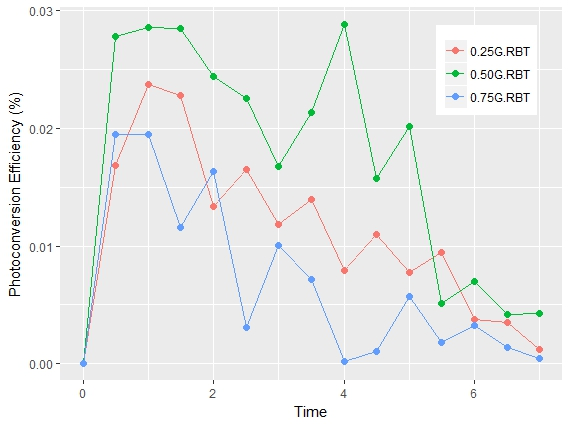 0.03
0.02
0.01
0.00
Photoconversion Efficiency (%)
0.25G.RBT
0.50G.RBT
0.75G.RBT
0 2 4 6
Time